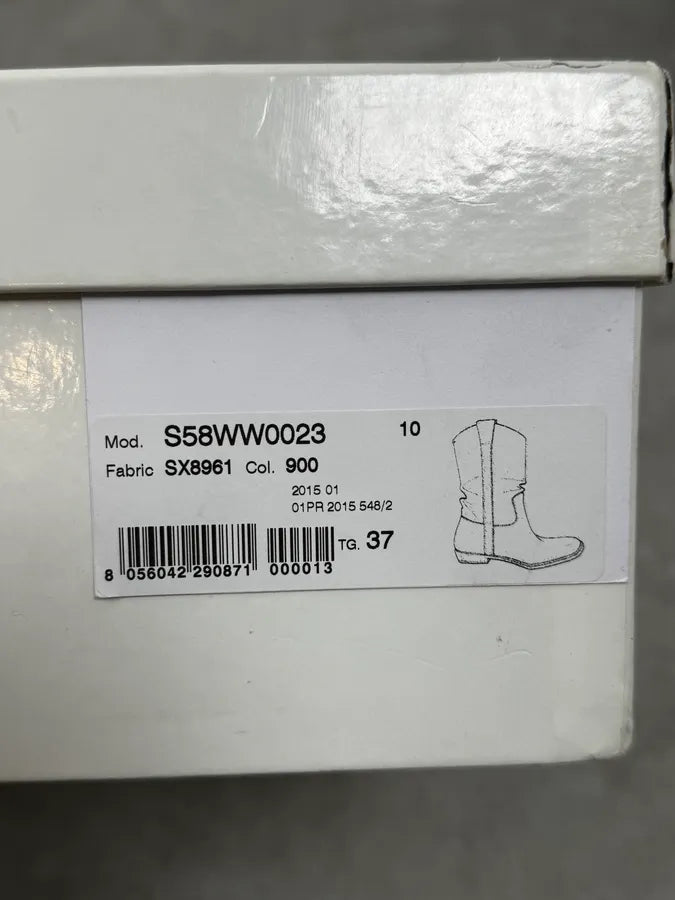 Mod. S58WW0023 10
Fabric SX8961 Col. 900
2015 01
01PR 2015 548/2
TG. 37
8 056042 290871 000013